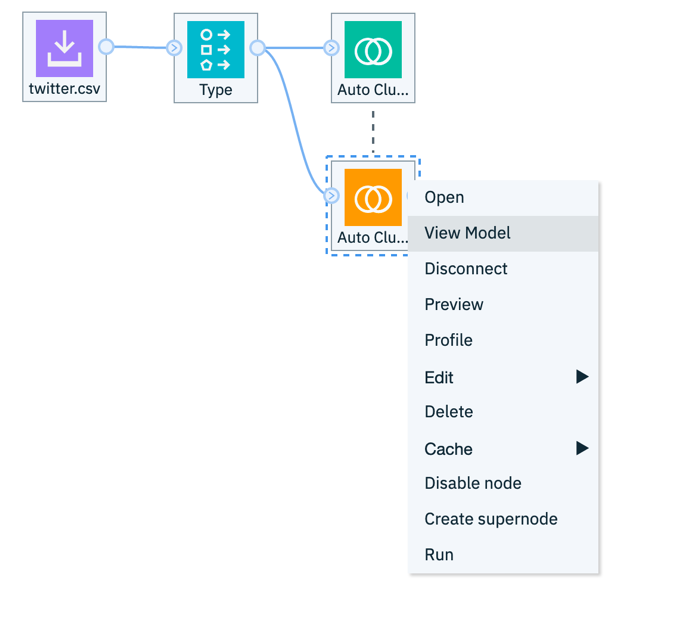 twitter.csv
Type
Auto Clu...
Auto Clu...
Open
View Model
Disconnect
Preview
Profile
Edit
Delete
Cache
Disable node
Create supernode
Run